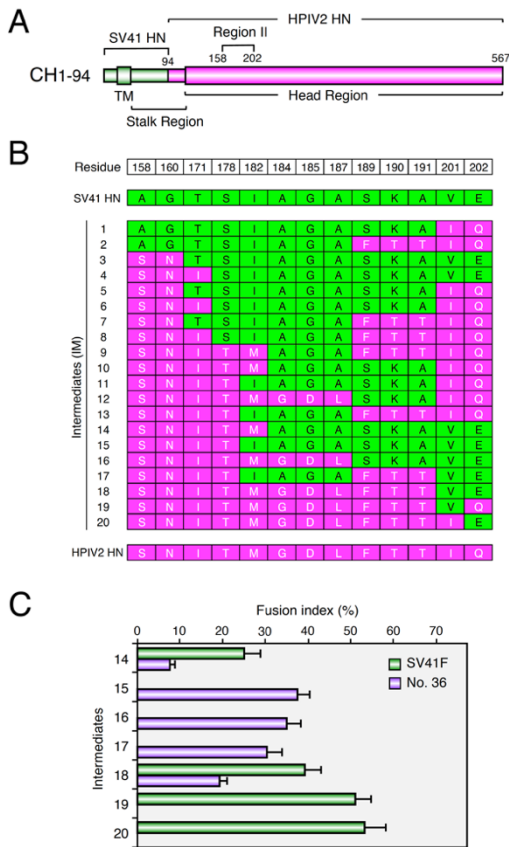 A
HPIV2 HN
SV41 HN
Region II
94
158
202
567
CH1-94
TM
Head Region
Stalk Region
B
Residue 158 160 171 178 182 184 185 187 189 190 191 201 202
SV41 HN A G T S I A G A S K A V E
Intermediates (IM)
1 A G T S I A G A S K A I Q
2 A G T S I A G A F T T I Q
3 S N T S I A G A S K A V E
4 S N I S I A G A S K A V E
5 S N T S I A G A S K A I Q
6 S N I S I A G A S K A I Q
7 S N T S I A G A F T T I Q
8 S N I S I A G A F T T I Q
9 S N I T M A G A F T T I Q
10 S N I T M A G A S K A I Q
11 S N I T I A G A S K A I Q
12 S N I T M G D L S K A I Q
13 S N I T I A G A F T T I Q
14 S N I T M A G A S K A V E
15 S N I T I A G A S K A V E
16 S N I T M G D L S K A V E
17 S N I T I A G A F T T V E
18 S N I T M G D L F T T V E
19 S N I T M G D L F T T V Q
20 S N I T M G D L F T T I E
HPIV2 HN S N I T M G D L F T T I Q
C
Fusion index (%)
0 10 20 30 40 50 60 70
Intermediates
14
15
16
17
18
19
20
SV41F
No. 36